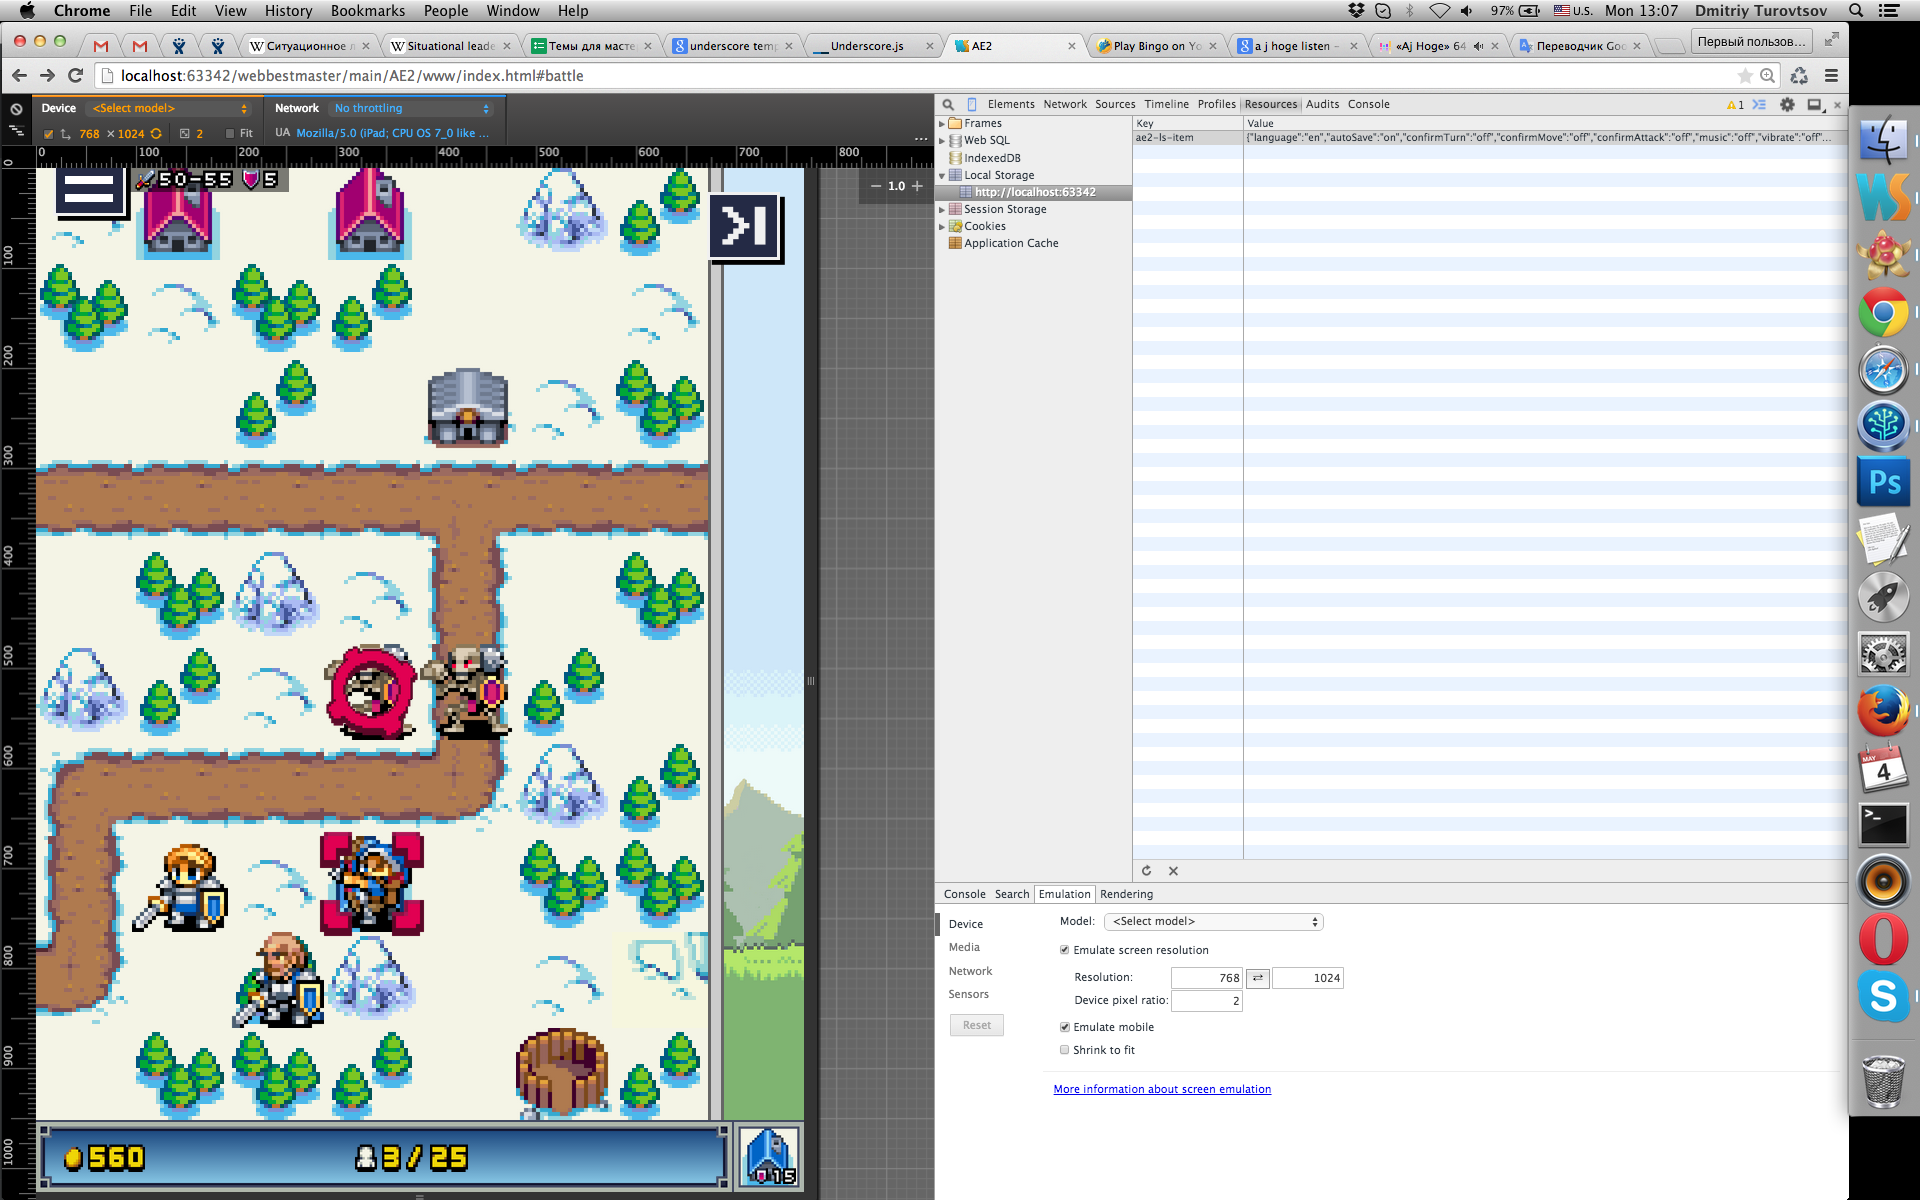 Chrome File Edit View History Bookmarks People Window Help 97% U.S. Mon 13:07 Dmitriy Turovtsov
Ситуационное л
Situational leade
Темы для масте
underscore temp
Underscore.js
AE2
Play Bingo on Yo
a j hoge listen -
«Aj Hoge» 64
Переводчик Goo
Первый пользов...
localhost:63342/webbestmaster/main/AE2/www/index.html#battle
Device <Select model> Network No throttling
768 × 1024 2 Fit UA Mozilla/5.0 (iPad; CPU OS 7_0 like ...
...
0 100 200 300 400 500 600 700 800
0
100
200
300
400
500
600
700
800
900
1000
50-55 5
− 1.0 +
560 3/25 15
Elements Network Sources Timeline Profiles Resources Audits Console 1
Frames
Web SQL
IndexedDB
Local Storage
http://localhost:63342
Session Storage
Cookies
Application Cache
Key Value
ae2-ls-item {"language":"en","autoSave":"on","confirmTurn":"off","confirmMove":"off","confirmAttack":"off","music":"off","vibrate":"off"...
Console Search Emulation Rendering
Device
Media
Network
Sensors
Reset
Model: <Select model>
Emulate screen resolution
Resolution: 768 1024
Device pixel ratio: 2
Emulate mobile
Shrink to fit
More information about screen emulation
WS
Ps
MAY
4
>_
S